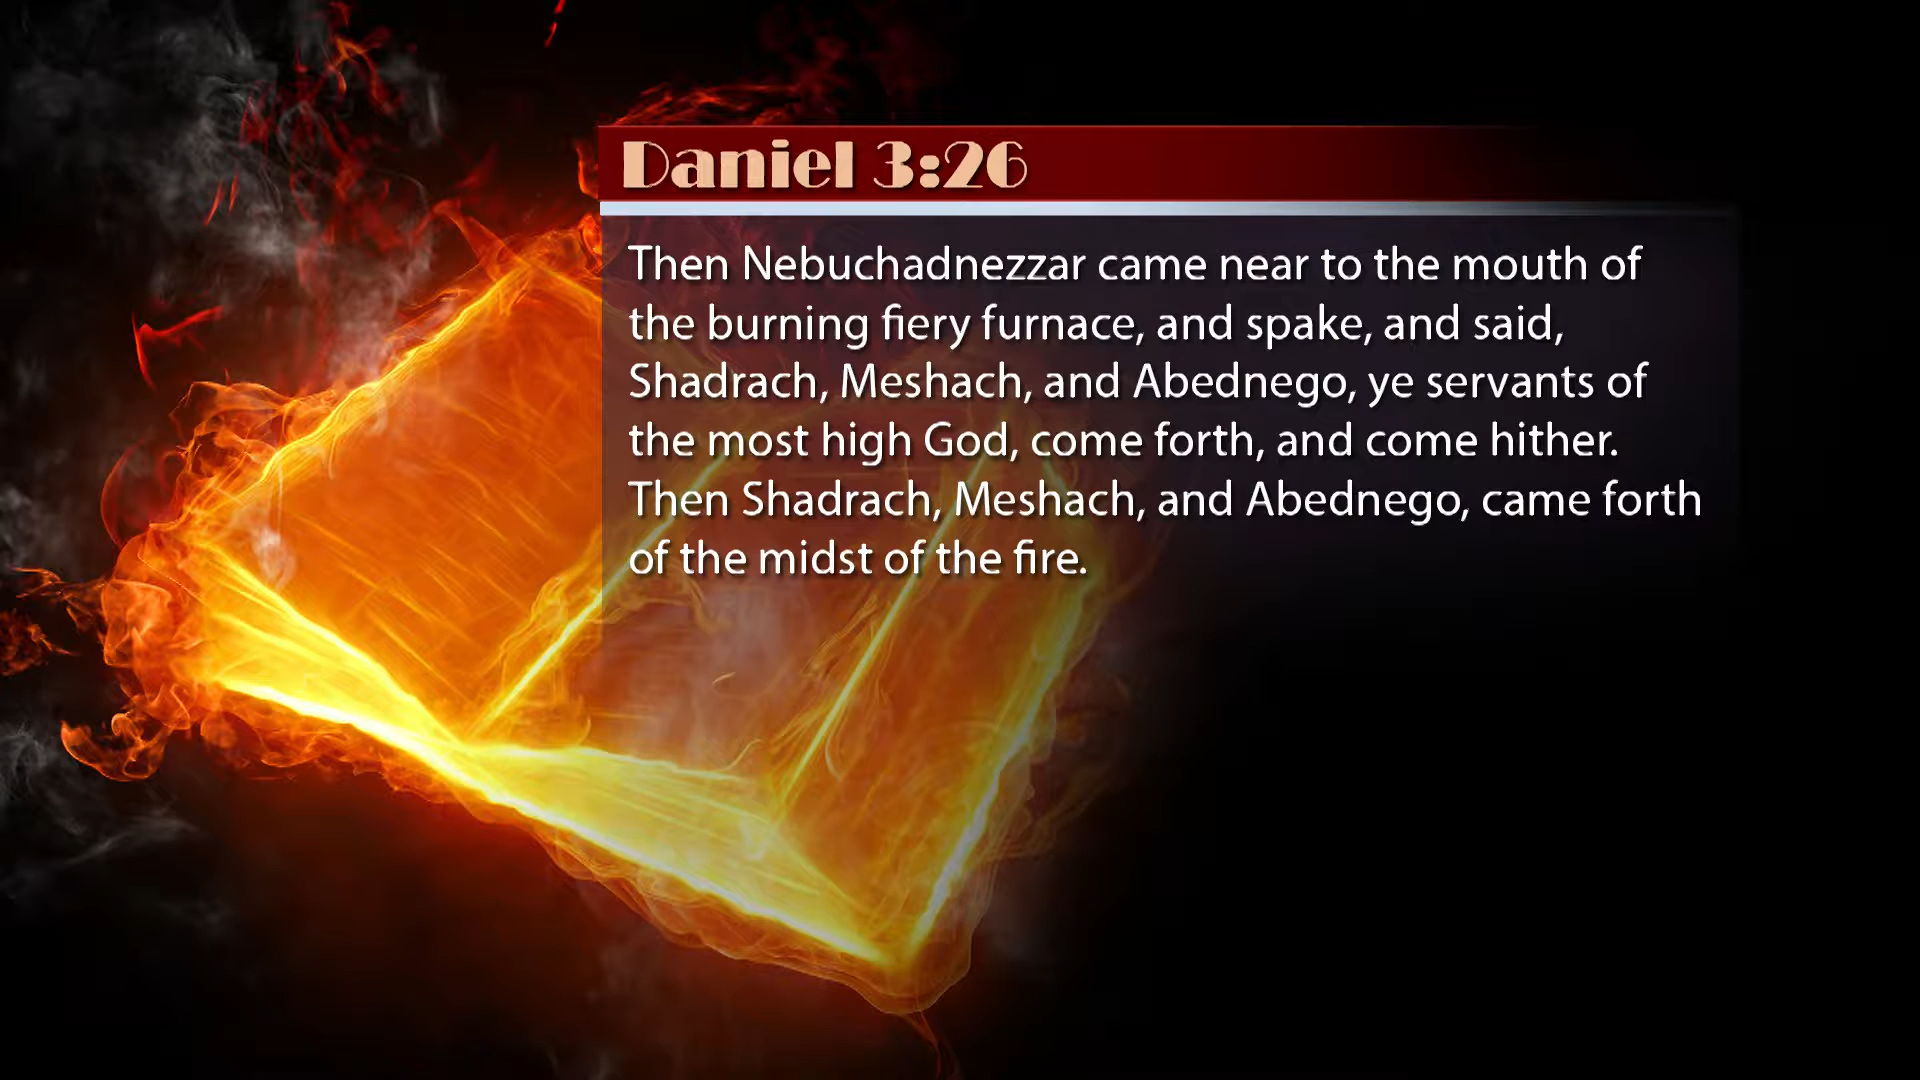 Daniel 3:26
Then Nebuchadnezzar came near to the mouth of
the burning fiery furnace, and spake, and said,
Shadrach, Meshach, and Abednego, ye servants of
the most high God, come forth, and come hither.
Then Shadrach, Meshach, and Abednego, came forth
of the midst of the fire.